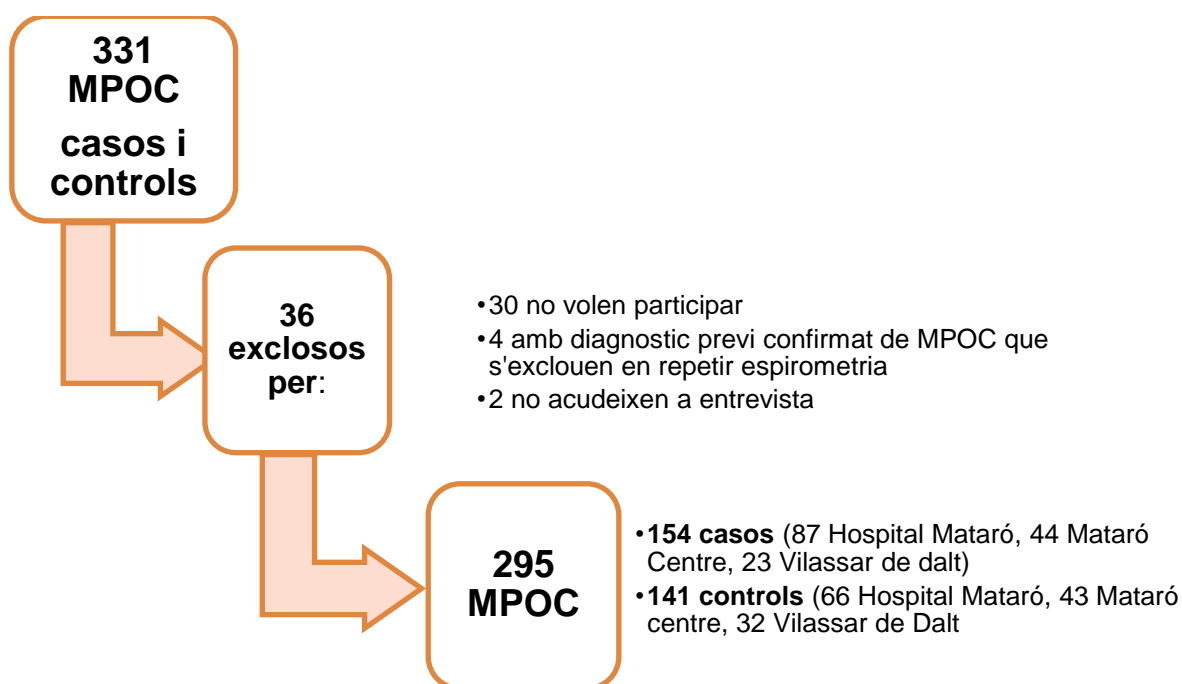 331
MPOC
casos i
controls
36
exclosos
per:
•30 no volen participar
•4 amb diagnostic previ confirmat de MPOC que
s'exclouen en repetir espirometria
•2 no acudeixen a entrevista
295
MPOC
•154 casos (87 Hospital Mataró, 44 Mataró
Centre, 23 Vilassar de dalt)
•141 controls (66 Hospital Mataró, 43 Mataró
centre, 32 Vilassar de Dalt